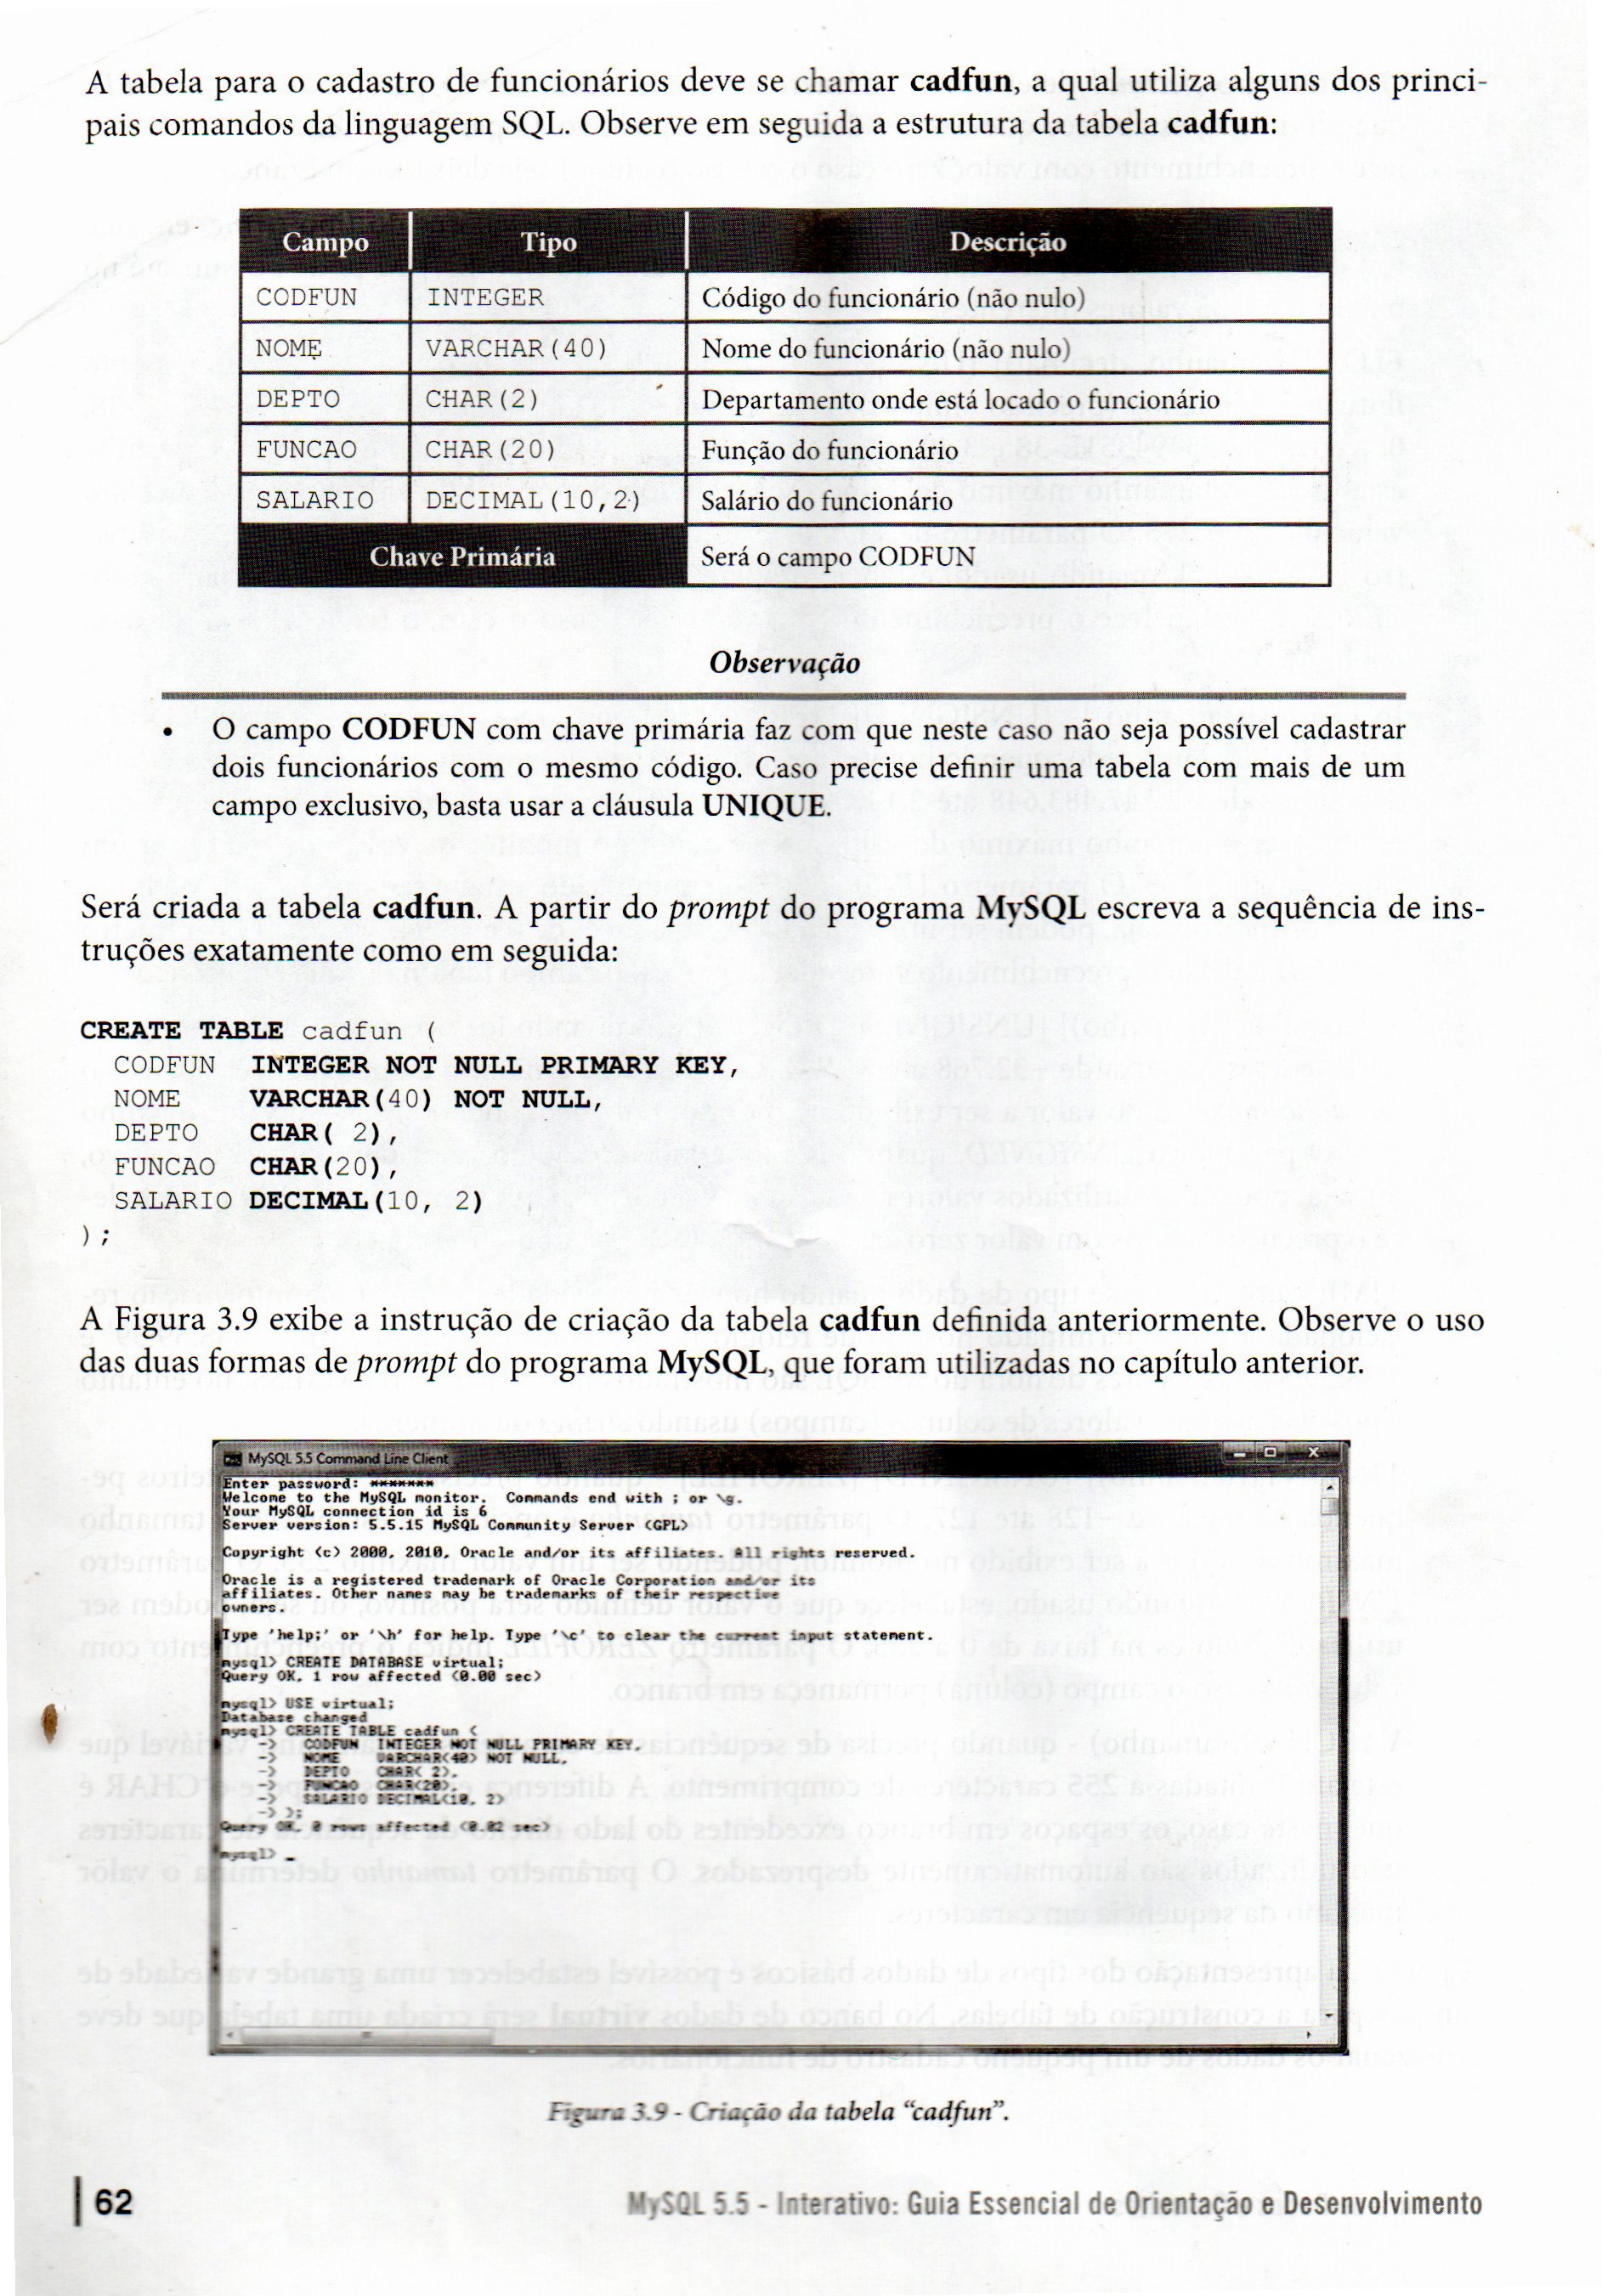 A tabela para o cadastro de funcionários deve se chamar cadfun, a qual utiliza alguns dos princi-
pais comandos da linguagem SQL. Observe em seguida a estrutura da tabela cadfun:
Campo Tipo Descrição
CODFUN INTEGER Código do funcionário (não nulo)
NOME VARCHAR(40) Nome do funcionário (não nulo)
DEPTO CHAR(2) Departamento onde está locado o funcionário
FUNCAO CHAR(20) Função do funcionário
SALARIO DECIMAL(10,2) Salário do funcionário
Chave Primária Será o campo CODFUN
Observação
• O campo CODFUN com chave primária faz com que neste caso não seja possível cadastrar
dois funcionários com o mesmo código. Caso precise definir uma tabela com mais de um
campo exclusivo, basta usar a cláusula UNIQUE.
Será criada a tabela cadfun. A partir do prompt do programa MySQL escreva a sequência de ins-
truções exatamente como em seguida:
CREATE TABLE cadfun (
CODFUN INTEGER NOT NULL PRIMARY KEY,
NOME VARCHAR(40) NOT NULL,
DEPTO CHAR( 2),
FUNCAO CHAR(20),
SALARIO DECIMAL(10, 2)
);
A Figura 3.9 exibe a instrução de criação da tabela cadfun definida anteriormente. Observe o uso
das duas formas de prompt do programa MySQL, que foram utilizadas no capítulo anterior.
MySQL 5.5 Command Line Client
Enter password: *******
Welcome to the MySQL monitor. Commands end with ; or \g.
Your MySQL connection id is 6
Server version: 5.5.15 MySQL Community Server (GPL)
Copyright (c) 2000, 2010, Oracle and/or its affiliates. All rights reserved.
Oracle is a registered trademark of Oracle Corporation and/or its
affiliates. Other names may be trademarks of their respective
owners.
Type 'help;' or '\h' for help. Type '\c' to clear the current input statement.
mysql> CREATE DATABASE virtual;
Query OK, 1 row affected (0.00 sec)
mysql> USE virtual;
Database changed
mysql> CREATE TABLE cadfun (
-> CODFUN INTEGER NOT NULL PRIMARY KEY,
-> NOME VARCHAR(40) NOT NULL,
-> DEPTO CHAR( 2),
-> FUNCAO CHAR(20),
-> SALARIO DECIMAL(10, 2)
-> );
Query OK, 0 rows affected (0.02 sec)
mysql> _
Figura 3.9 - Criação da tabela “cadfun”.
62 MySQL 5.5 - Interativo: Guia Essencial de Orientação e Desenvolvimento